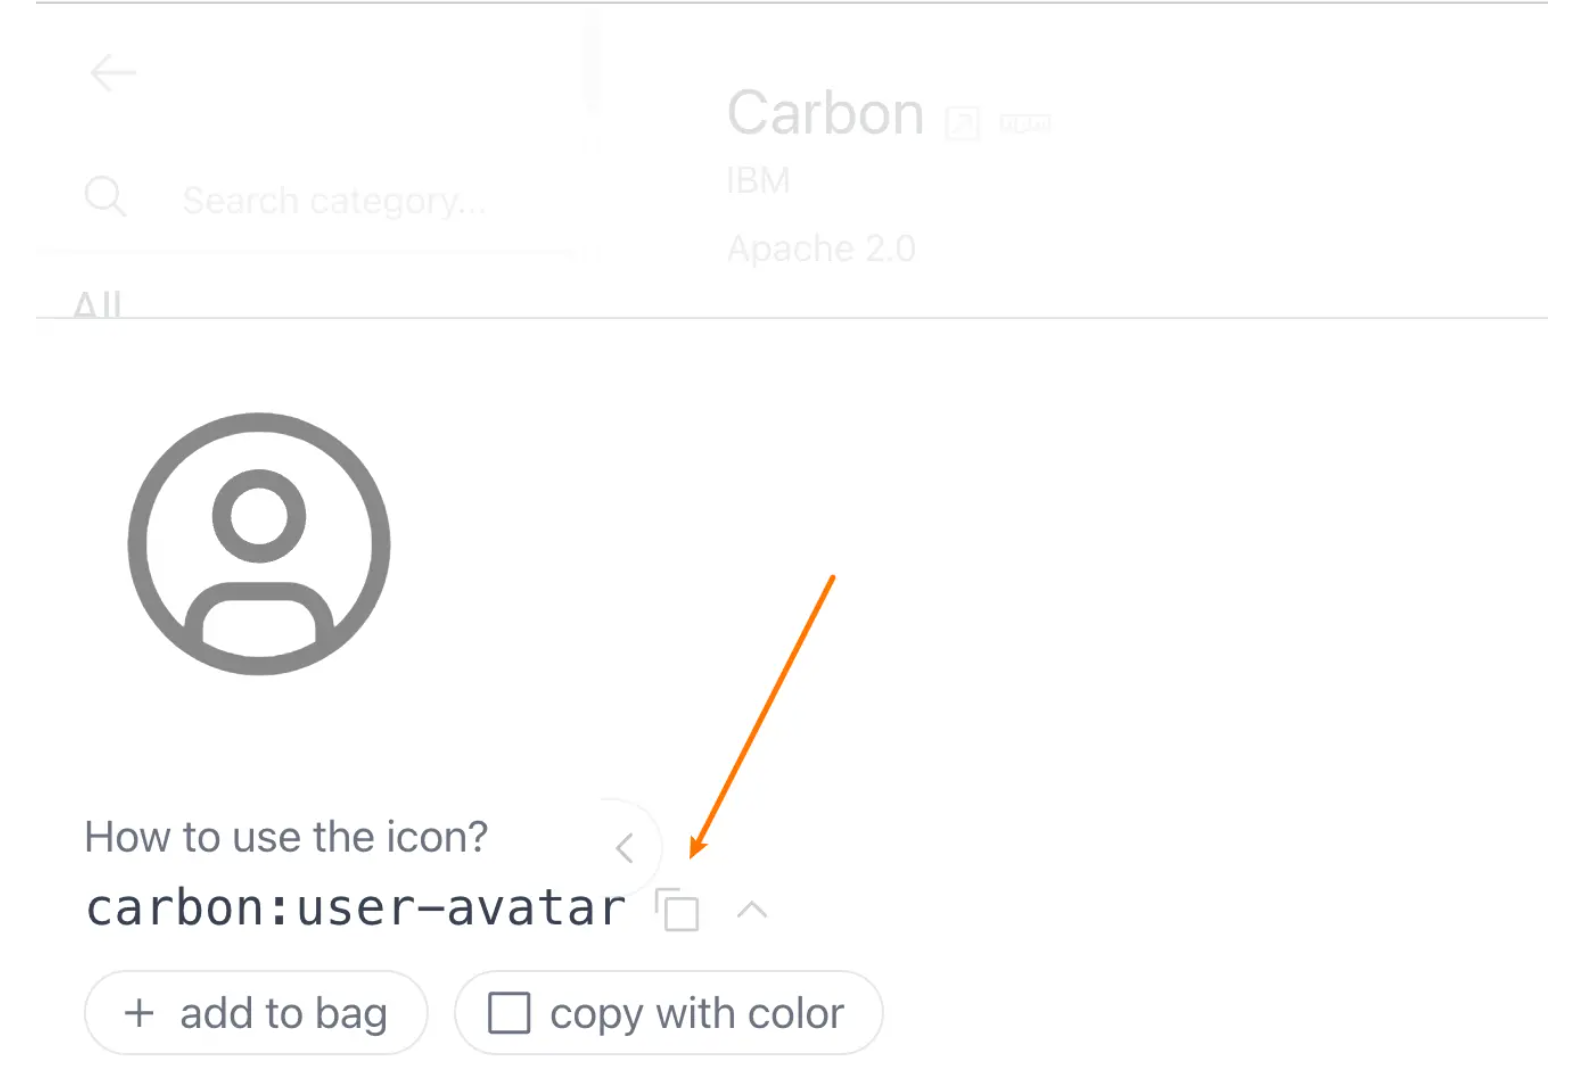 Carbon
IBM
Search category...
Apache 2.0
All
How to use the icon?
carbon:user-avatar
+ add to bag
copy with color